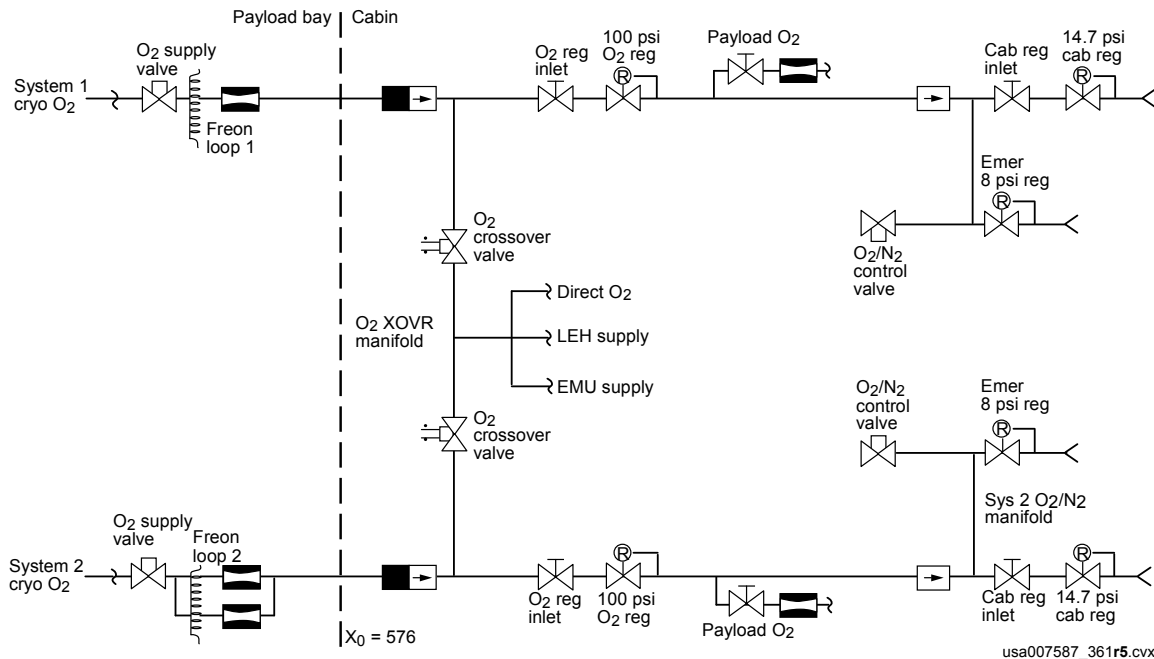 Payload bay
Cabin
O2 supply
valve
System 1
cryo O2
Freon
loop 1
O2 reg
inlet
100 psi
O2 reg
R
Payload O2
Cab reg
inlet
14.7 psi
cab reg
R
Emer
8 psi reg
R
O2/N2
control
valve
O2
crossover
valve
O2 XOVR
manifold
Direct O2
LEH supply
EMU supply
O2
crossover
valve
O2/N2
control
valve
Emer
8 psi reg
R
Sys 2 O2/N2
manifold
O2 supply
valve
Freon
loop 2
System 2
cryo O2
R
O2 reg
inlet
100 psi
O2 reg
Payload O2
R
Cab reg
inlet
14.7 psi
cab reg
X0 = 576
usa007587_361r5.cvx